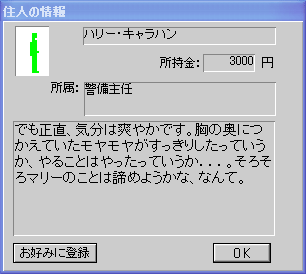 住人の情報
ハリー・キャラハン
所持金: 3000 円
所属: 警備主任
でも正直、気分は爽やかです。胸の奥につ
かえていたモヤモヤがすっきりしたっていう
か、やることはやったっていうか・・・。そろそ
ろマリーのことは諦めようかな、なんて。
お好みに登録
OK